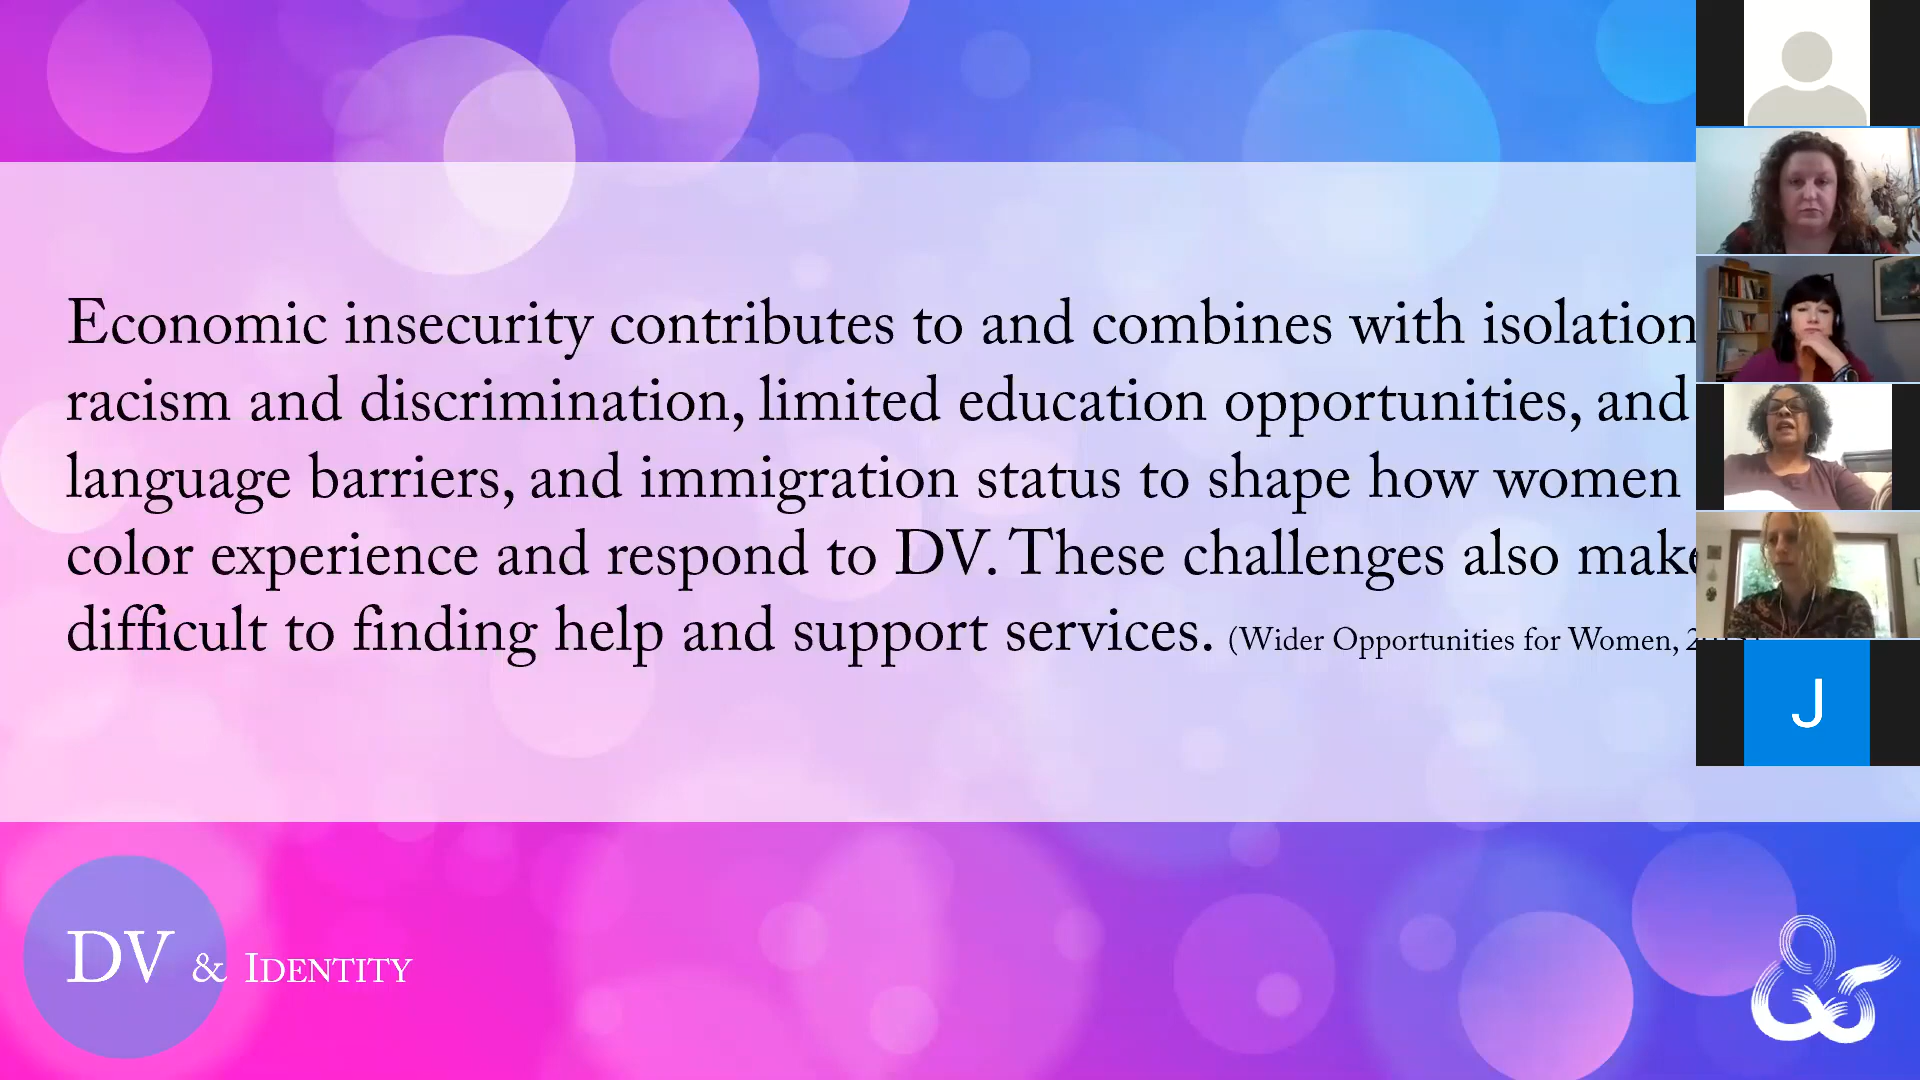 Economic insecurity contributes to and combines with isolation
racism and discrimination, limited education opportunities, and
language barriers, and immigration status to shape how women
color experience and respond to DV. These challenges also make
difficult to finding help and support services. (Wider Opportunities for Women,
DV & IDENTITY
J